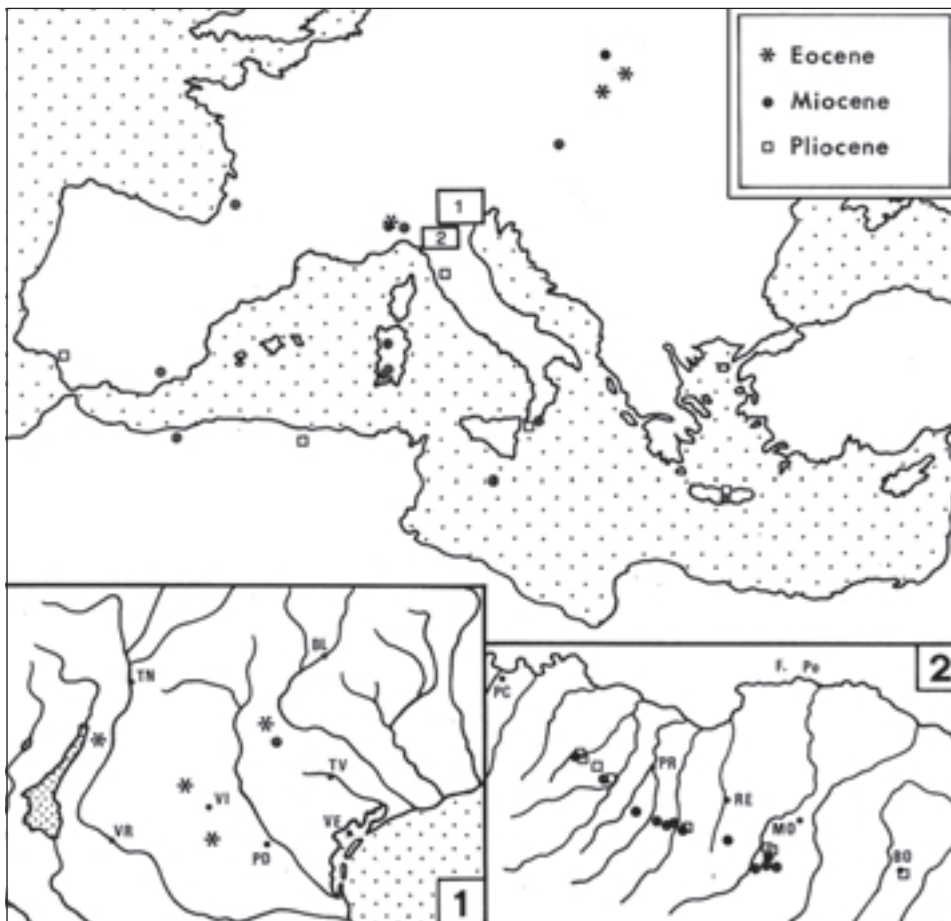 Eocene
Miocene
Pliocene
1
2
TN
BL
VI
TV
VE
VR
PD
1
2
F. Po
PC
PR
RE
MO
BO